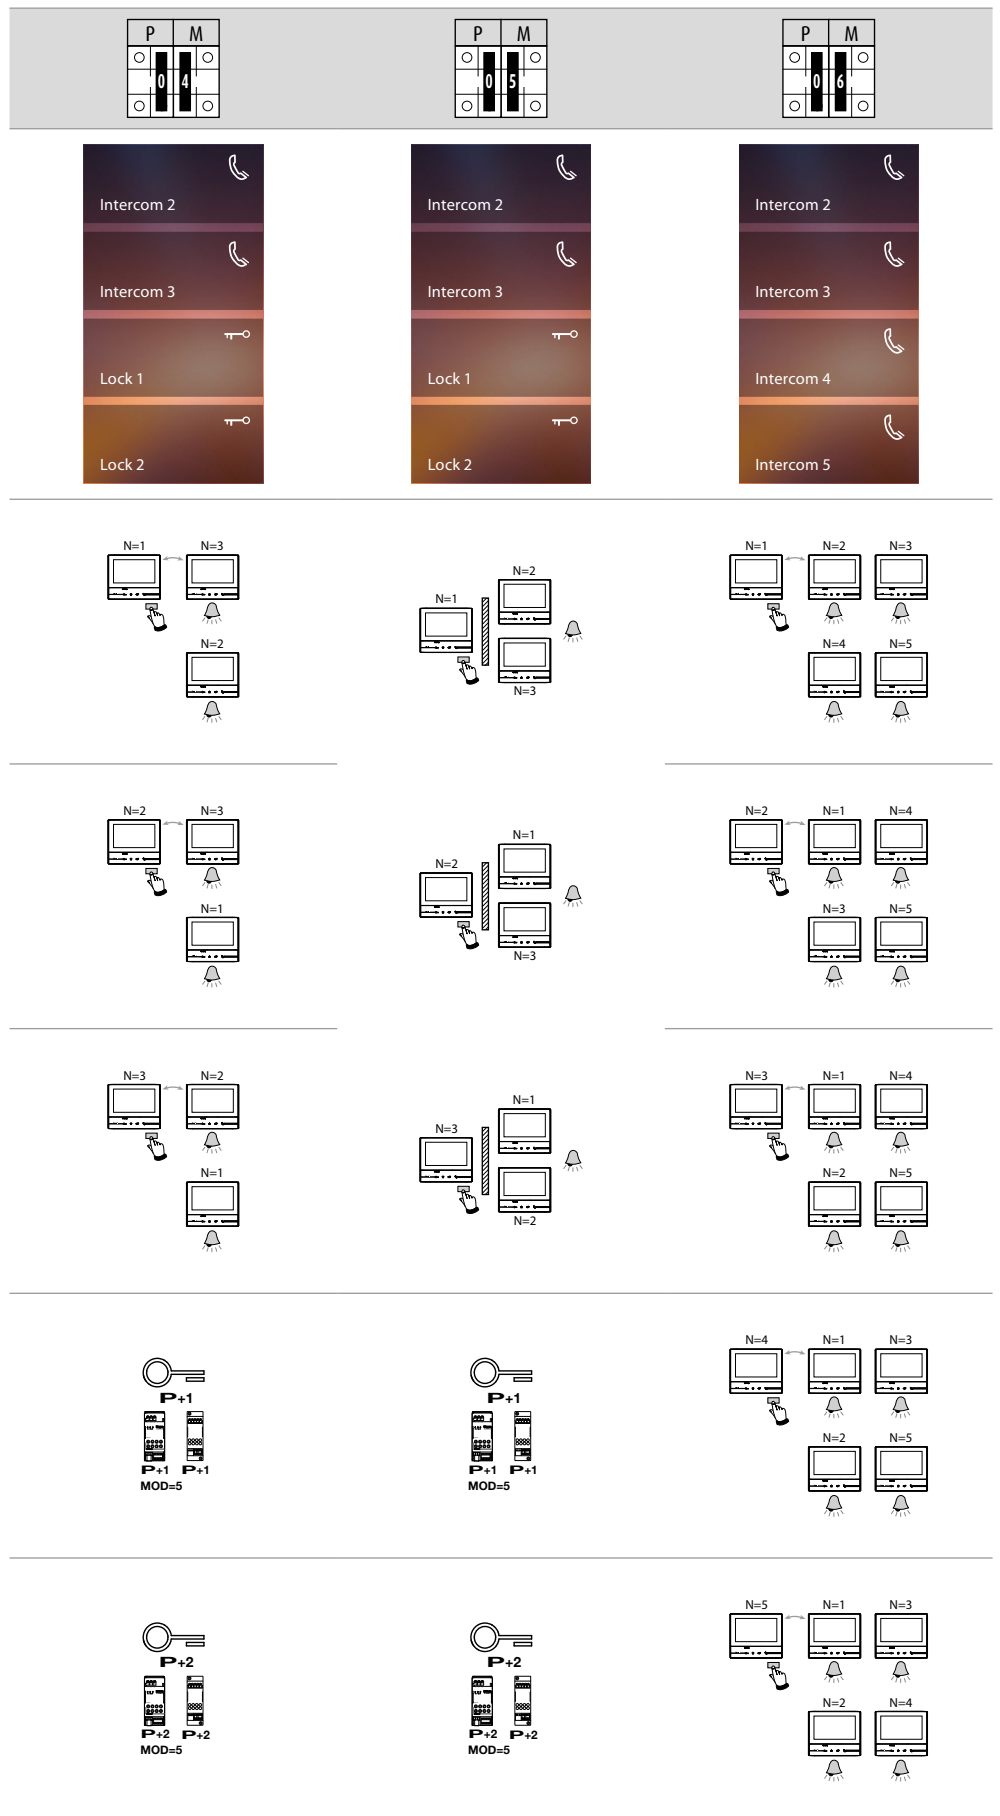 P M P M P M
0 4 0 5 0 6
Intercom 2 Intercom 2 Intercom 2
Intercom 3 Intercom 3 Intercom 3
Lock 1 Lock 1 Intercom 4
Lock 2 Lock 2 Intercom 5
N=1 N=3
N=2
N=2
N=1
N=3
N=1 N=2 N=3
N=4 N=5
N=2 N=3
N=1
N=1
N=2
N=3
N=2 N=1 N=4
N=3 N=5
N=3 N=2
N=1
N=1
N=3
N=2
N=3 N=1 N=4
N=2 N=5
P+1
P+1 P+1
MOD=5
P+1
P+1 P+1
MOD=5
N=4 N=1 N=3
N=2 N=5
P+2
P+2 P+2
MOD=5
P+2
P+2 P+2
MOD=5
N=5 N=1 N=3
N=2 N=4